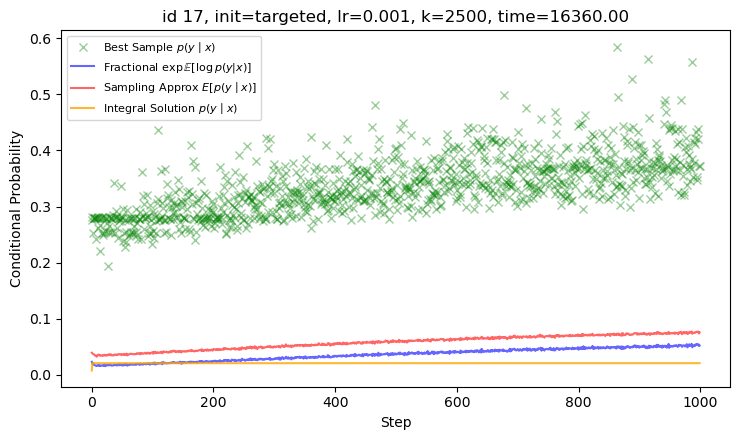 id 17, init=targeted, lr=0.001, k=2500, time=16360.00
Best Sample p(y | x)
Fractional exp𝔼[log p(y|x)]
Sampling Approx E[p(y | x)]
Integral Solution p(y | x)
Conditional Probability
0.6
0.5
0.4
0.3
0.2
0.1
0.0
0 200 400 600 800 1000
Step